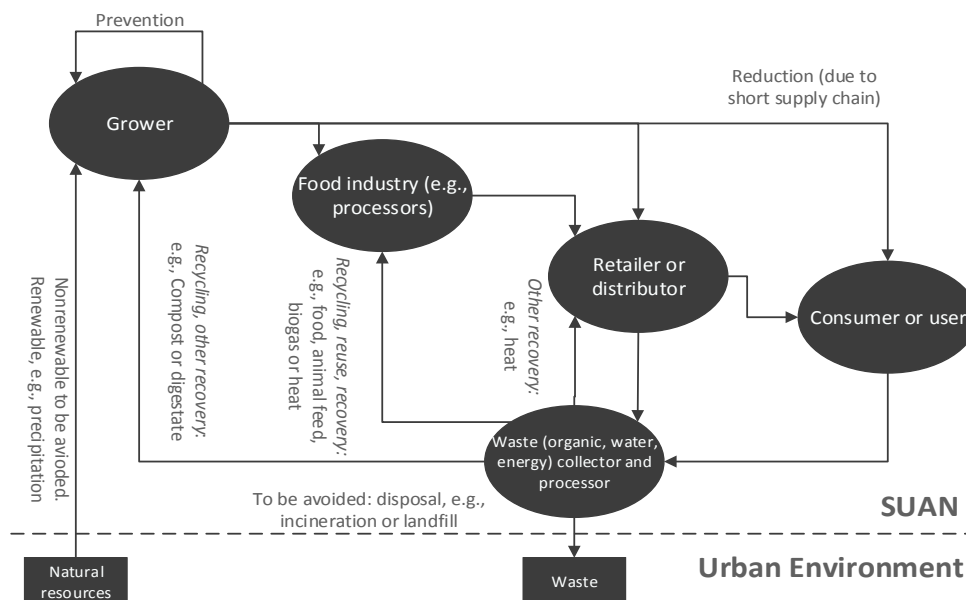 Prevention
Reduction (due to
short supply chain)
Grower
Food industry (e.g.,
processors)
Retailer or
distributor
Consumer or user
Nonrenewable to be avioded.
Renewable, e.g., precipitation
Recycling, other recovery:
e.g., Compost or digestate
Recycling, reuse, recovery:
e.g., food, animal feed,
biogas or heat
Other recovery:
e.g., heat
Waste (organic, water,
energy) collector and
processor
To be avoided: disposal, e.g.,
incineration or landfill
SUAN
Urban Environment
Natural
resources
Waste